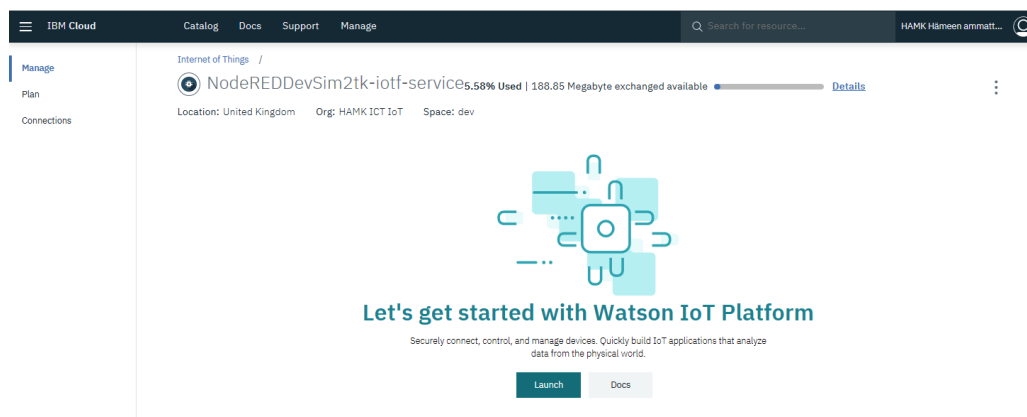 IBM Cloud Catalog Docs Support Manage Search for resource... HAMK Hämeen ammatt...
Manage
Plan
Connections
Internet of Things /
NodeREDDevSim2tk-iotf-service 5.58% Used | 188.85 Megabyte exchanged available Details
Location: United Kingdom Org: HAMK ICT IoT Space: dev
Let's get started with Watson IoT Platform
Securely connect, control, and manage devices. Quickly build IoT applications that analyze
data from the physical world.
Launch Docs